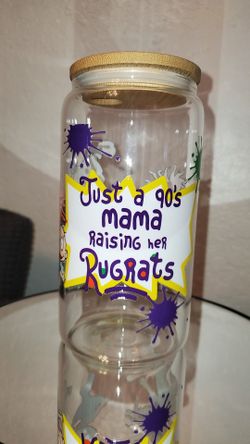 Just a 90's
mama
Raising her
Rugrats